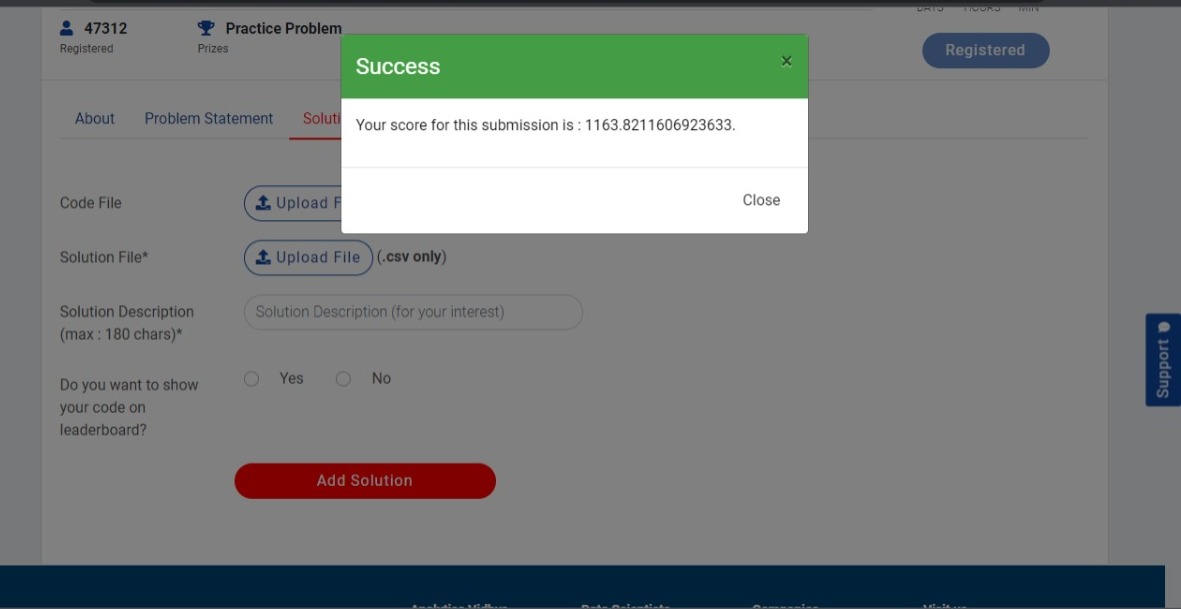 DAYS HOURS MIN
47312 Practice Problem
Registered Prizes
Registered
Success ×
Your score for this submission is : 1163.8211606923633.
Close
About Problem Statement Soluti
Code File Upload F
Solution File* Upload File (.csv only)
Solution Description
(max : 180 chars)*
Solution Description (for your interest)
Do you want to show
your code on
leaderboard?
Yes No
Add Solution
Support
Analytics Vidhya Data Scientists Companies Visit us